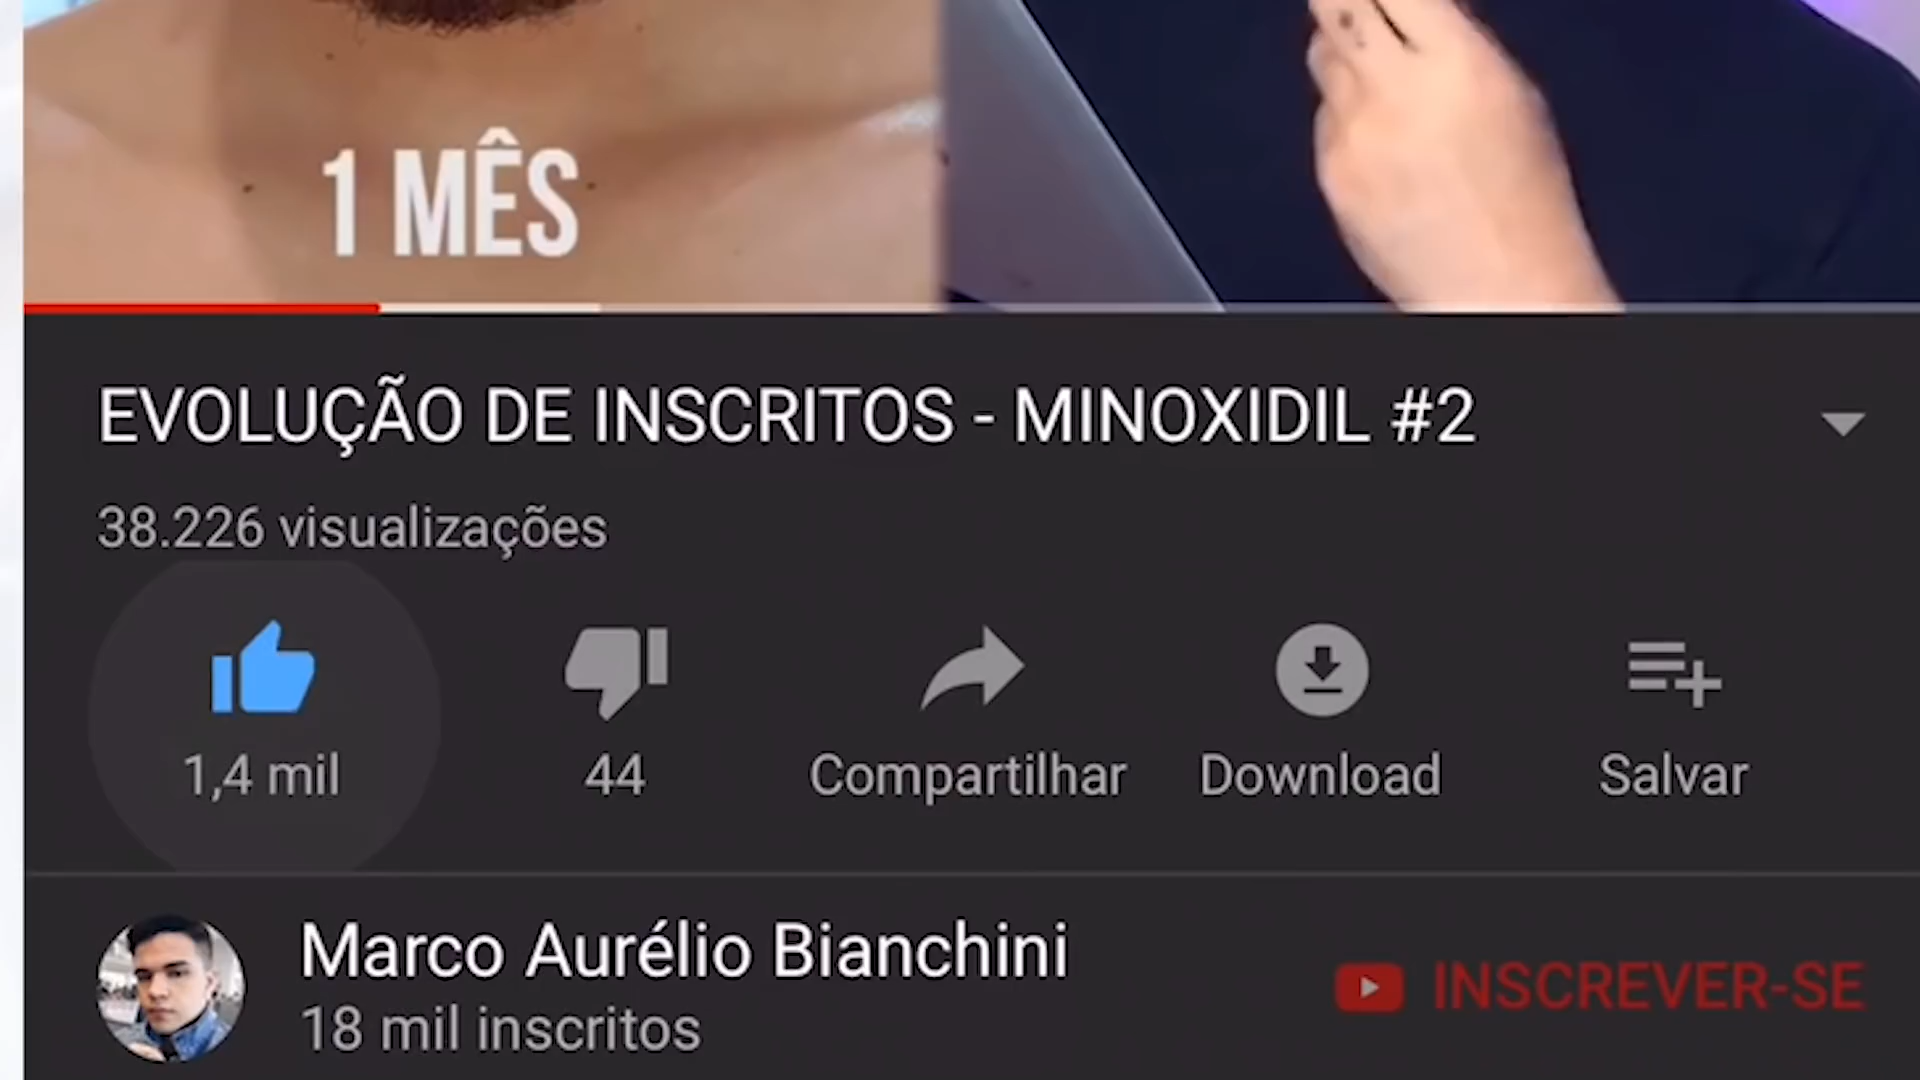 1 MÊS
EVOLUÇÃO DE INSCRITOS - MINOXIDIL #2
38.226 visualizações
1,4 mil
44
Compartilhar
Download
Salvar
Marco Aurélio Bianchini
INSCREVER-SE
18 mil inscritos